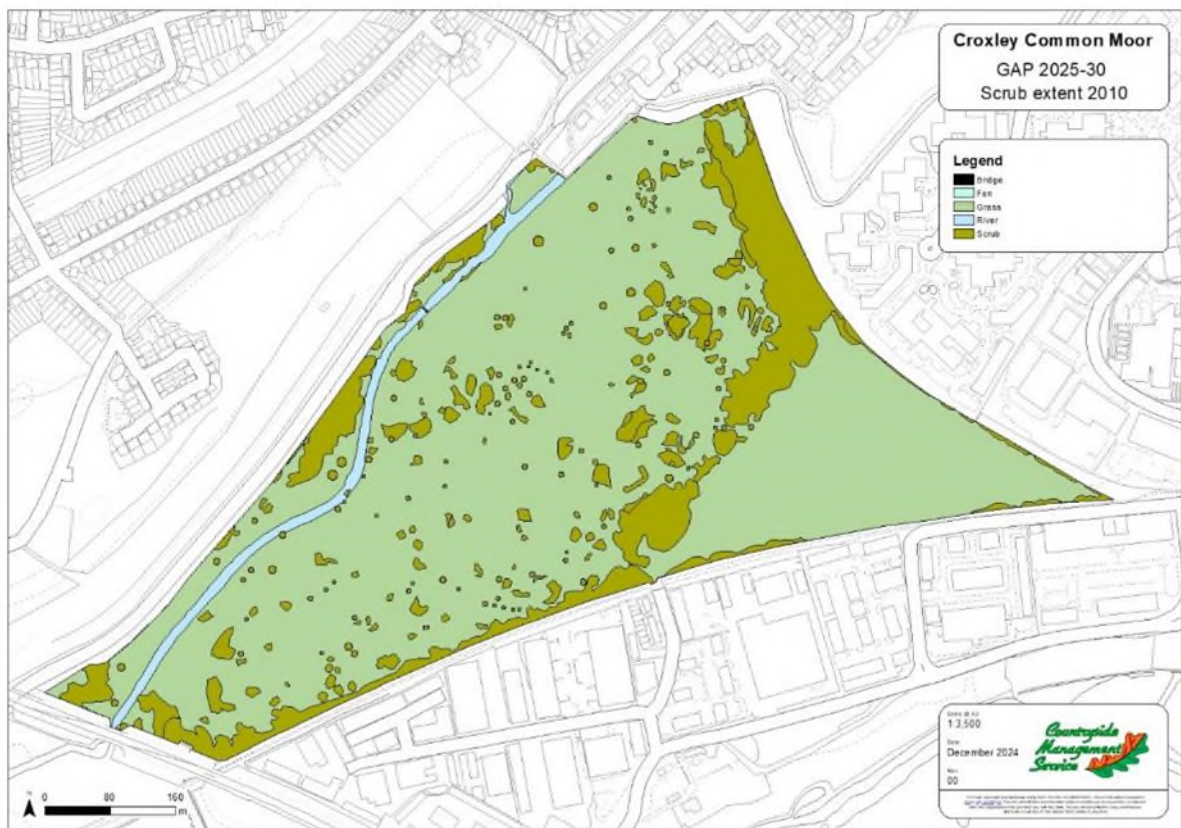 Croxley Common Moor
GAP 2025-30
Scrub extent 2010
Legend
Bridge
Fen
Grass
River
Scrub
N
0 80 160
m
1:3,500
Date
December 2024
00
Countryside
Management
Service